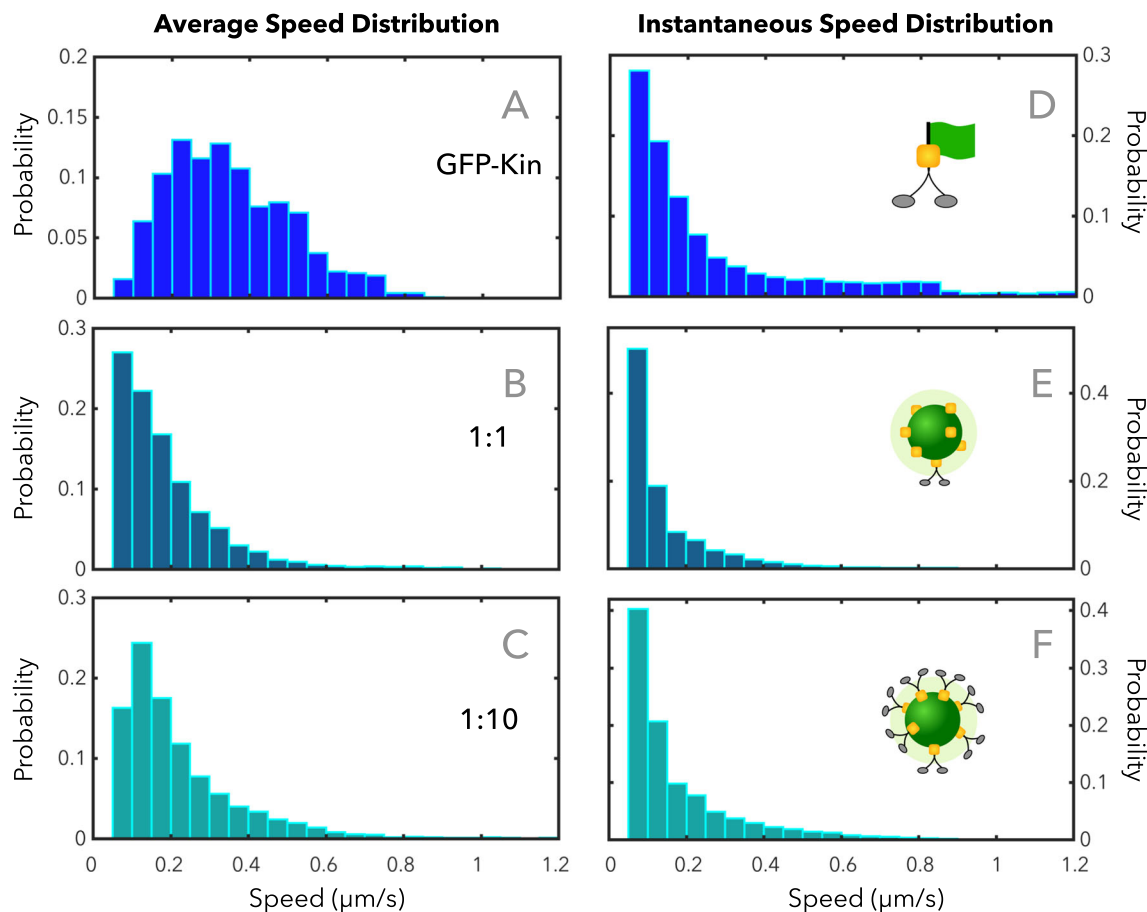 Average Speed Distribution
Instantaneous Speed Distribution
0.2
0.15
0.1
0.05
0
Probability
A
GFP-Kin
D
0.3
0.2
0.1
0
Probability
0.3
0.2
0.1
0
Probability
B
1:1
E
0.4
0.2
0
Probability
0.3
0.2
0.1
0
Probability
C
1:10
F
0.4
0.3
0.2
0.1
0
Probability
0 0.2 0.4 0.6 0.8 1 1.2
Speed (μm/s)
0 0.2 0.4 0.6 0.8 1 1.2
Speed (μm/s)